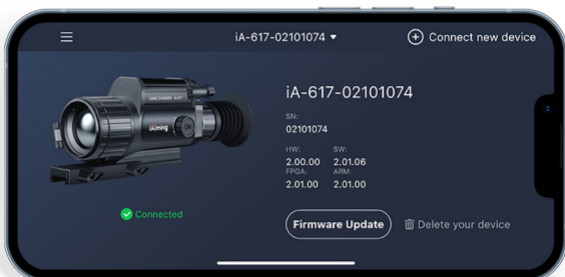 iA-617-02101074
Connect new device
iA-617-02101074
SN:
02101074
HW: SW:
2.00.00 2.01.06
FPGA: ARM:
2.01.00 2.01.00
iAiming
Connected
Firmware Update
Delete your device